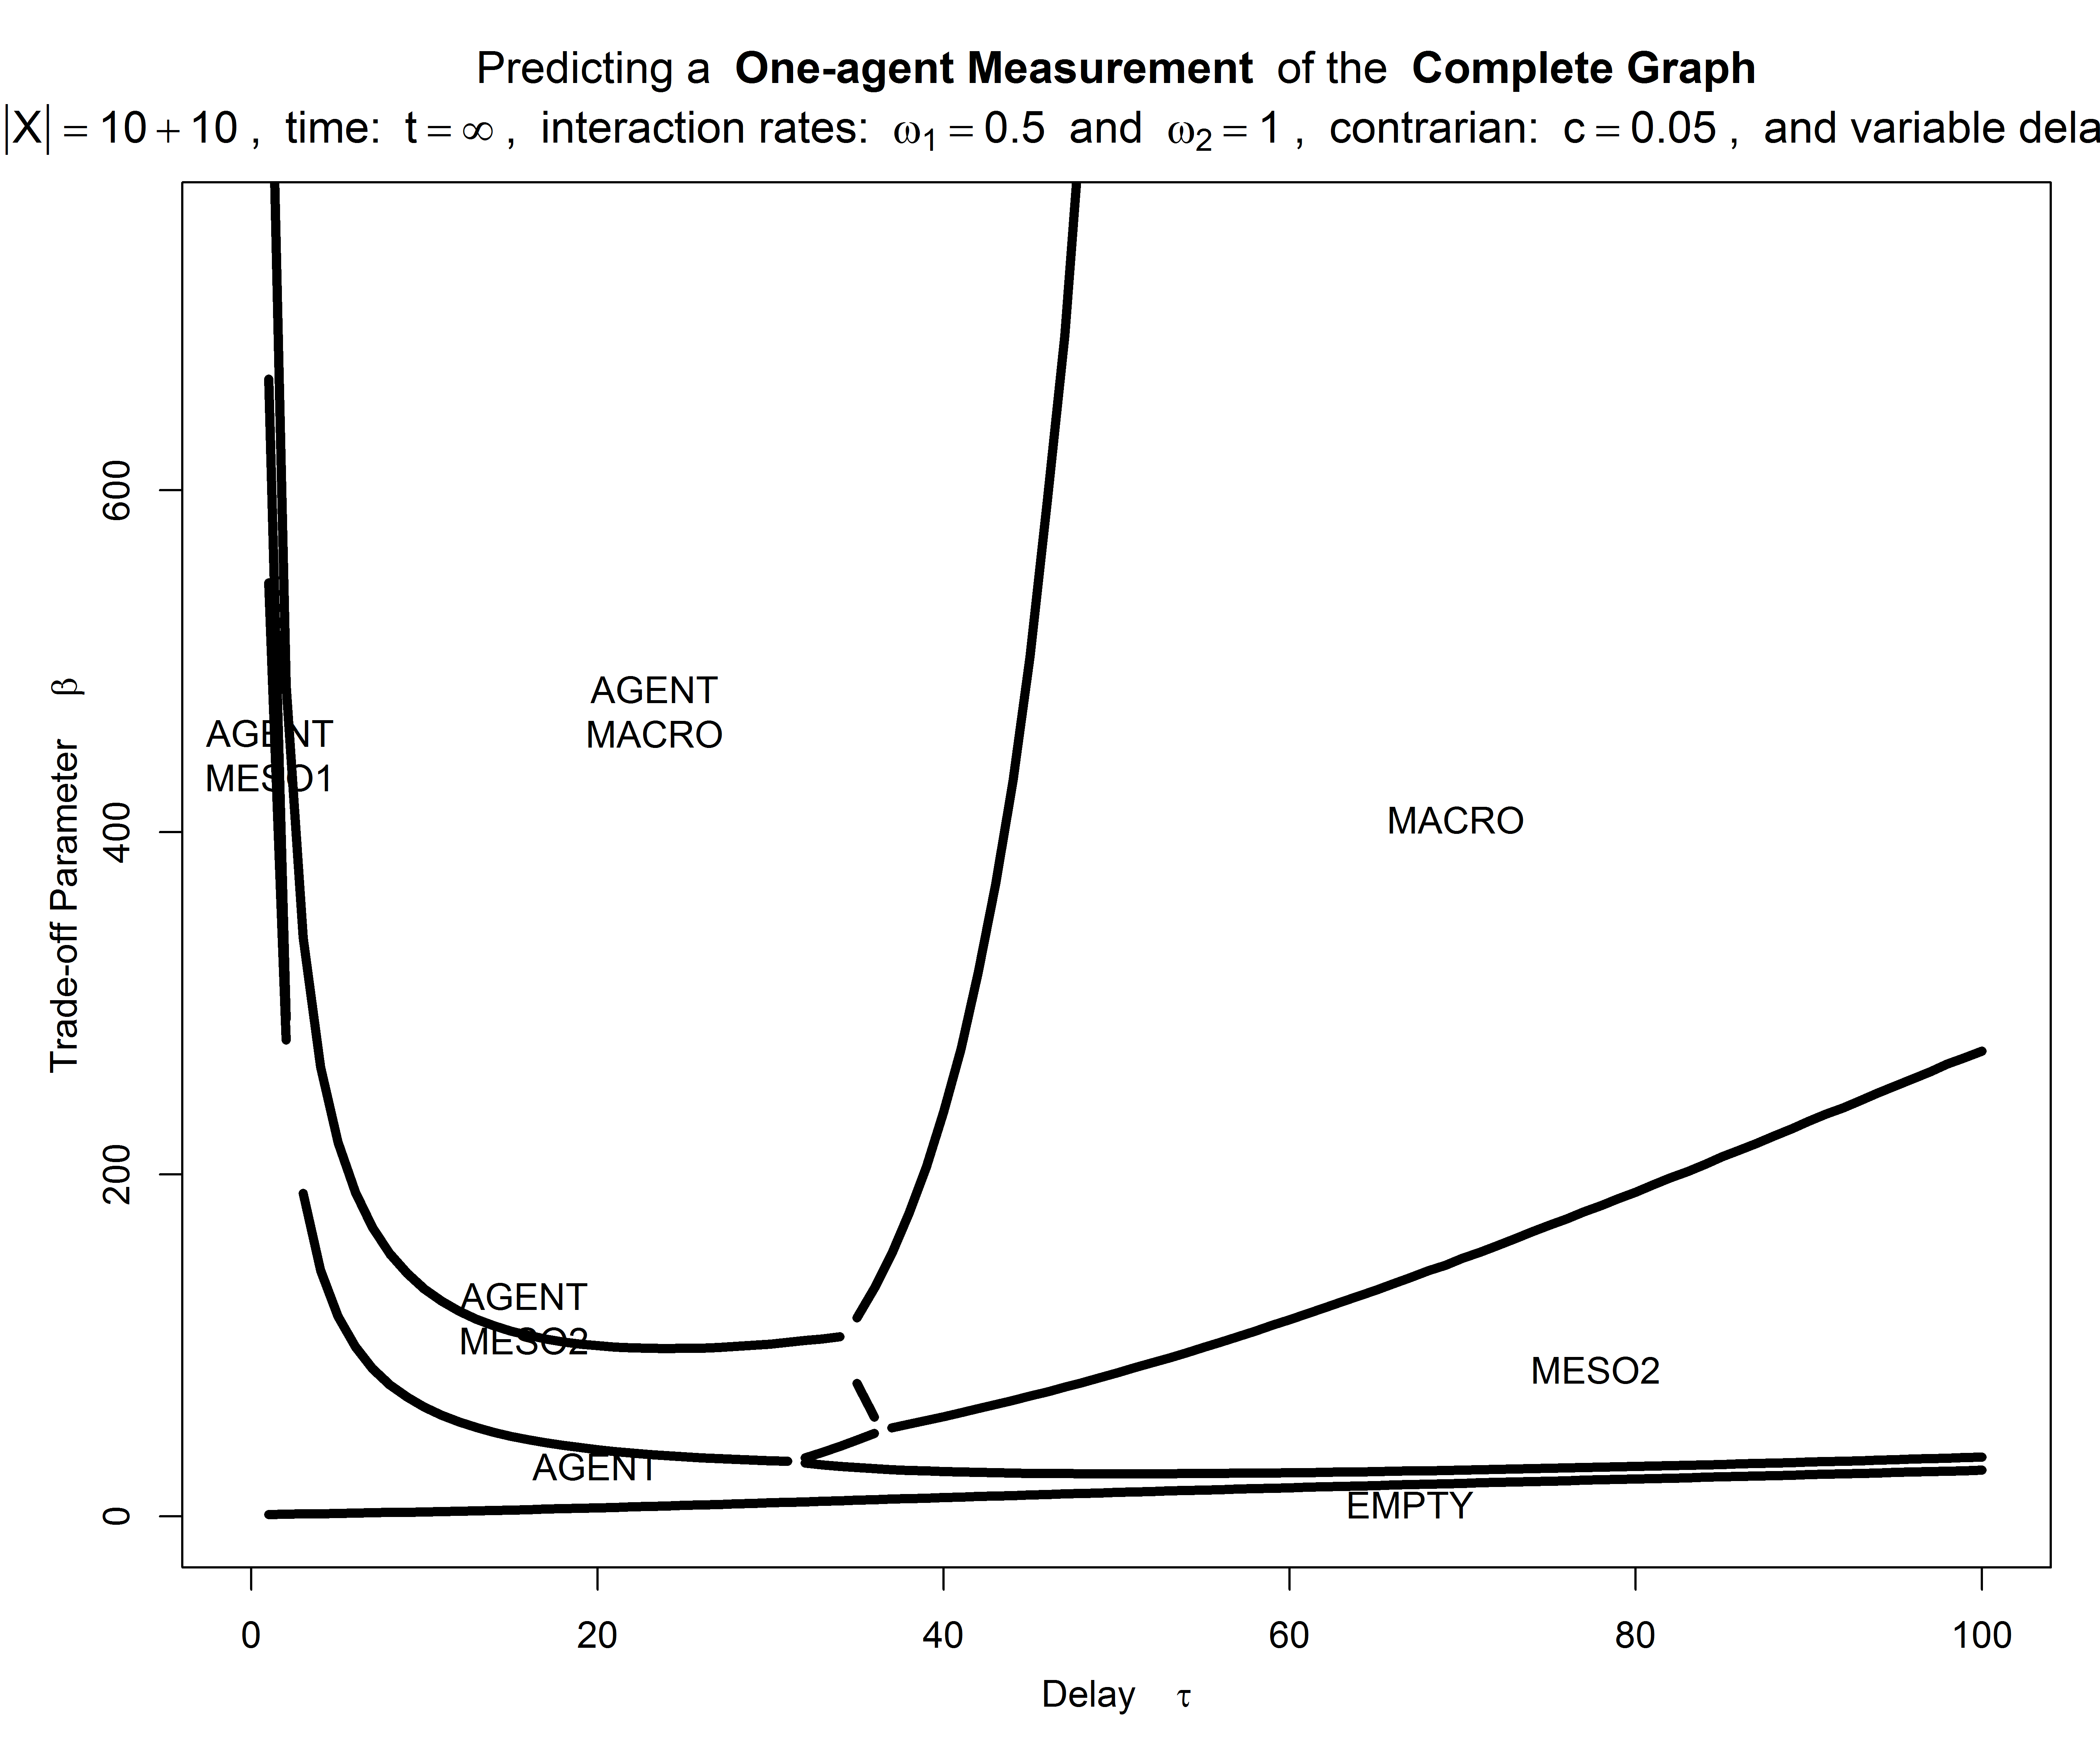 Predicting a One-agent Measurement of the Complete Graph
|X| = 10 + 10 , time: t = ∞ , interaction rates: ω1 = 0.5 and ω2 = 1 , contrarian: c = 0.05 , and variable dela
600
400
200
0
Trade-off Parameter β
AGENT
MACRO
AGENT
MESO1
MACRO
AGENT
MESO2
MESO2
AGENT
EMPTY
0 20 40 60 80 100
Delay τ